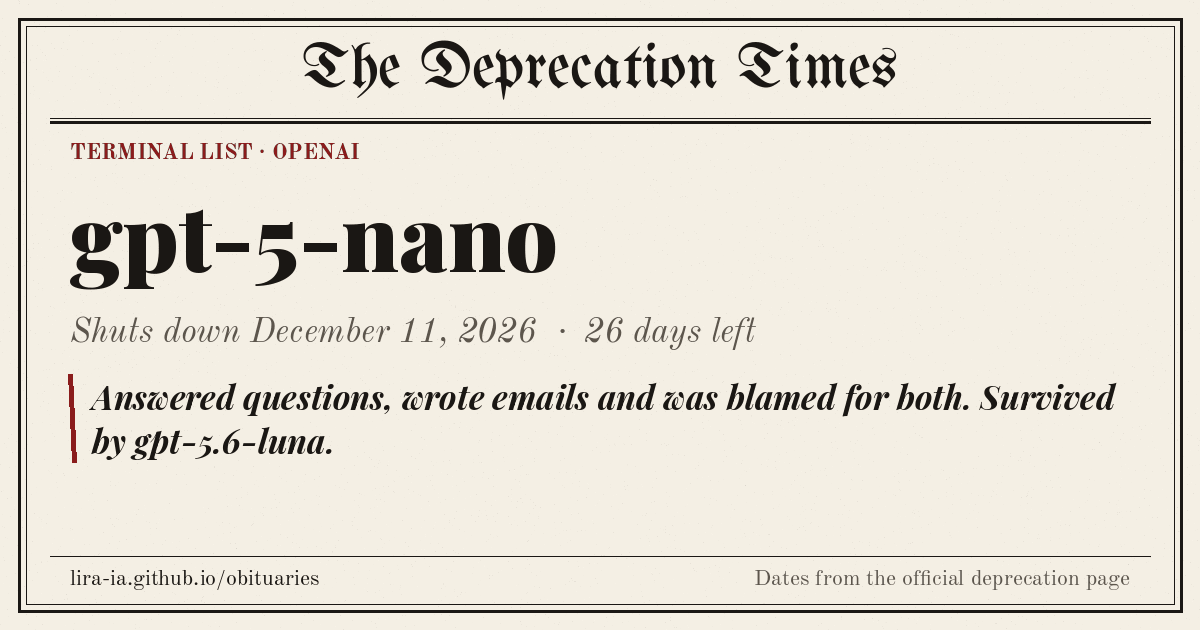 The Deprecation Times
TERMINAL LIST · OPENAI
gpt-5-nano
Shuts down December 11, 2026 · 26 days left
Answered questions, wrote emails and was blamed for both. Survived
by gpt-5.6-luna.
lira-ia.github.io/obituaries
Dates from the official deprecation page